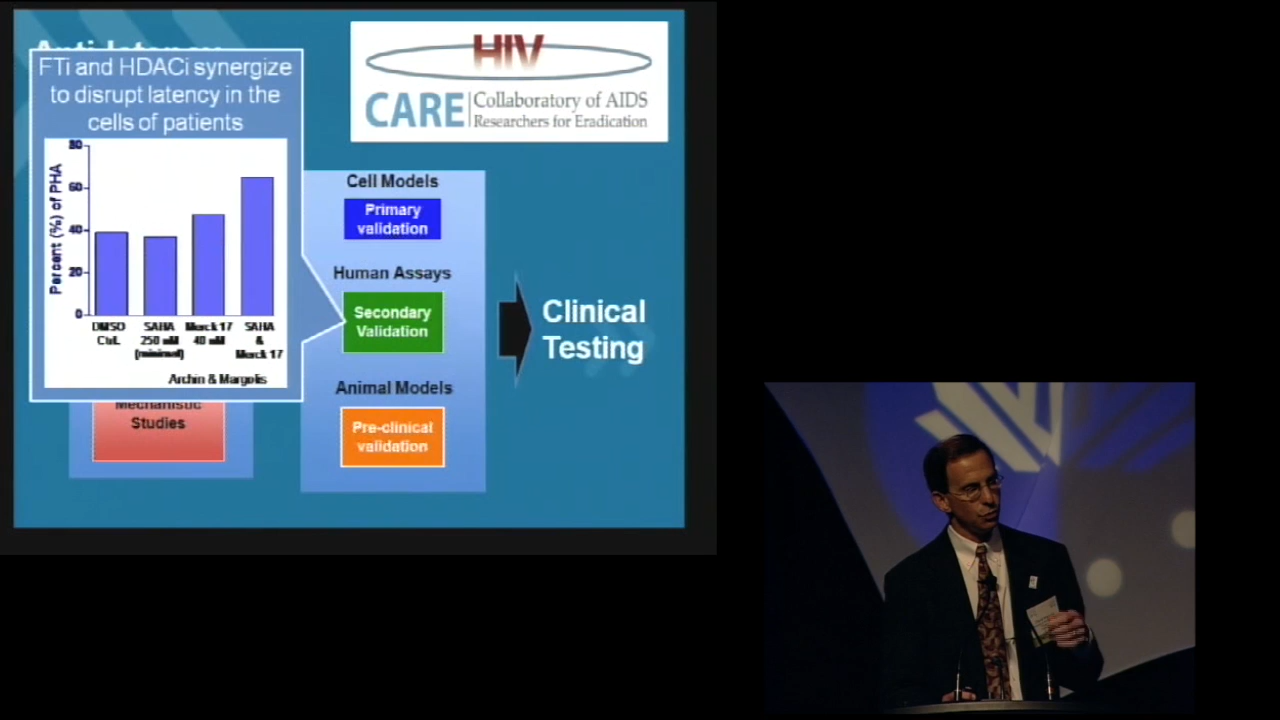 Anti-latency
FTi and HDACi synergize
to disrupt latency in the
cells of patients
Percent (%) of PHA
80
60
40
20
0
DMSO
Ctrl.
SAHA
250 nM
(minimal)
Merck 17
40 nM
SAHA
&
Merck 17
Archin & Margolis
Mechanistic
Studies
HIV
CARE
Collaboratory of AIDS
Researchers for Eradication
Cell Models
Primary
validation
Human Assays
Secondary
Validation
Animal Models
Pre-clinical
validation
Clinical
Testing